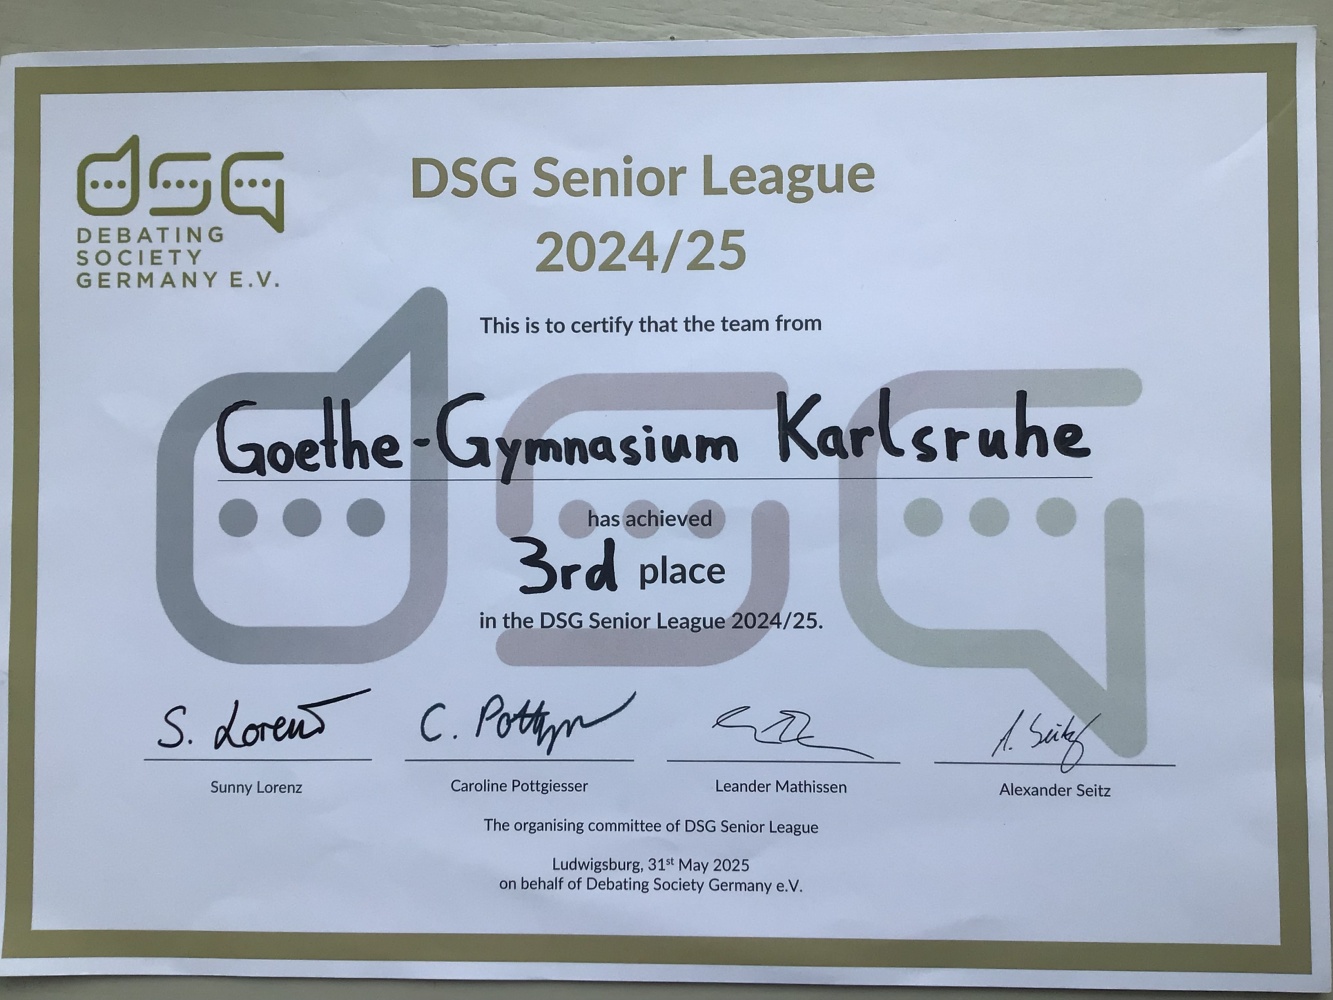 dsg
DEBATING
SOCIETY
GERMANY E.V.
DSG Senior League
2024/25
This is to certify that the team from
Goethe-Gymnasium Karlsruhe
has achieved
3rd place
in the DSG Senior League 2024/25.
S. Lorenz C. Pottgiesser A. Seitz
Sunny Lorenz Caroline Pottgiesser Leander Mathissen Alexander Seitz
The organising committee of DSG Senior League
Ludwigsburg, 31st May 2025
on behalf of Debating Society Germany e.V.